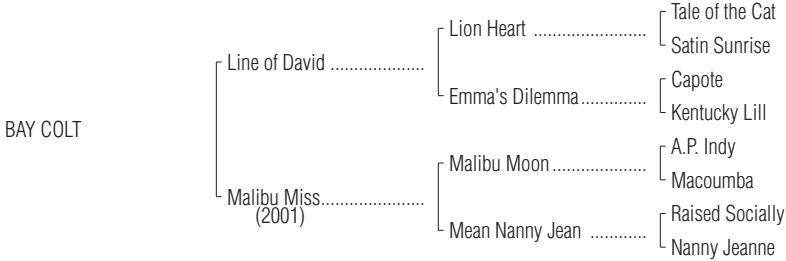 Tale of the Cat
Lion Heart ........................
Satin Sunrise
Line of David ....................
Capote
Emma's Dilemma..............
Kentucky Lill
BAY COLT
A.P. Indy
Malibu Moon ....................
Macoumba
Malibu Miss......................
(2001)
Raised Socially
Mean Nanny Jean ............
Nanny Jeanne